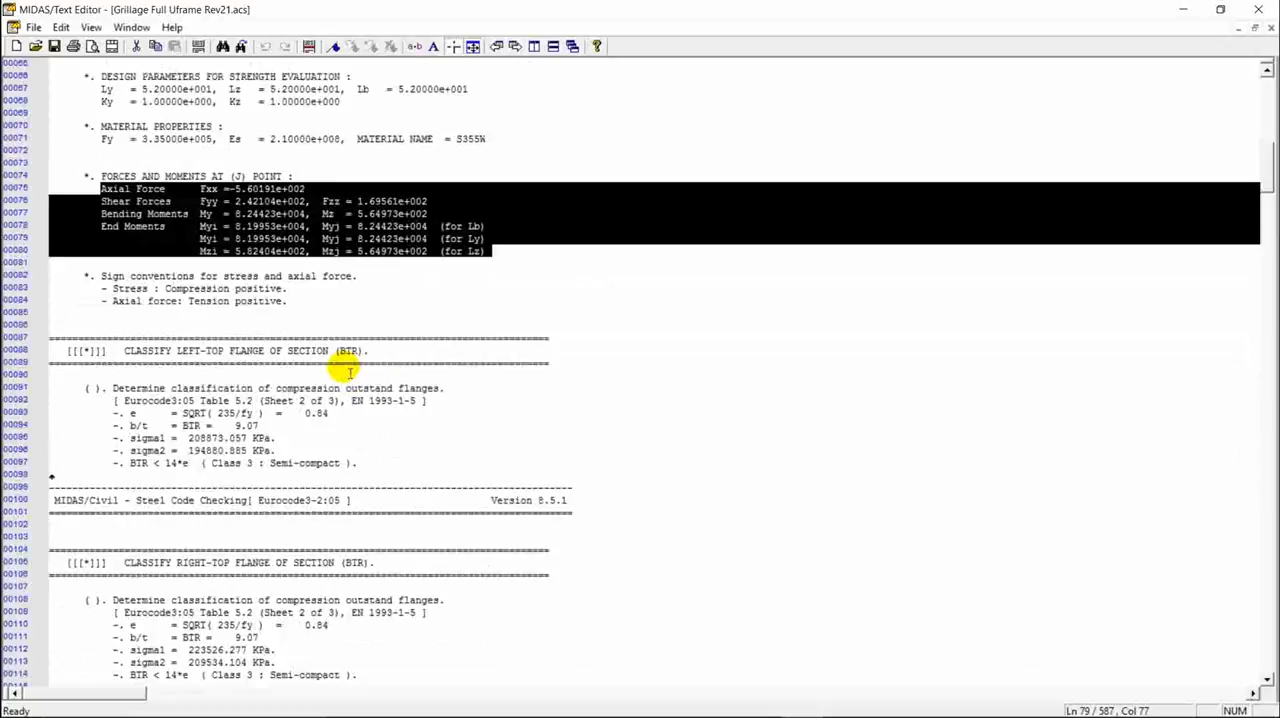 MIDAS/Text Editor - [Grillage Full Uframe Rev21.acs]
File Edit View Window Help
00065
00066 *. DESIGN PARAMETERS FOR STRENGTH EVALUATION :
00067 Ly = 5.20000e+001, Lz = 5.20000e+001, Lb = 5.20000e+001
00068 Ky = 1.00000e+000, Kz = 1.00000e+000
00069
00070 *. MATERIAL PROPERTIES :
00071 Fy = 3.35000e+005, Es = 2.10000e+008, MATERIAL NAME = S355W
00072
00073
00074 *. FORCES AND MOMENTS AT (J) POINT :
00075 Axial Force Fxx =-5.60191e+002
00076 Shear Forces Fyy = 2.42104e+002, Fzz = 1.69561e+002
00077 Bending Moments My = 8.24423e+004, Mz = 5.64973e+002
00078 End Moments Myi = 8.19953e+004, Myj = 8.24423e+004 (for Lb)
00079 Myi = 8.19953e+004, Myj = 8.24423e+004 (for Ly)
00080 Mzi = 5.82404e+002, Mzj = 5.64973e+002 (for Lz)
00081
00082 *. Sign conventions for stress and axial force.
00083 - Stress : Compression positive.
00084 - Axial force: Tension positive.
00085
00086
00087 ================================================================================
00088 [[[*]]] CLASSIFY LEFT-TOP FLANGE OF SECTION (BTR).
00089 ================================================================================
00090
00091 ( ). Determine classification of compression outstand flanges.
00092 [ Eurocode3:05 Table 5.2 (Sheet 2 of 3), EN 1993-1-5 ]
00093 -. e = SQRT( 235/fy ) = 0.84
00094 -. b/t = BTR = 9.07
00095 -. sigma1 = 208873.057 KPa.
00096 -. sigma2 = 194880.885 KPa.
00097 -. BTR < 14*e ( Class 3 : Semi-compact ).
00098
00099 --------------------------------------------------------------------------------
00100 MIDAS/Civil - Steel Code Checking[ Eurocode3-2:05 ] Version 8.5.1
00101 ================================================================================
00102
00103
00104 ================================================================================
00105 [[[*]]] CLASSIFY RIGHT-TOP FLANGE OF SECTION (BTR).
00106 ================================================================================
00107
00108 ( ). Determine classification of compression outstand flanges.
00109 [ Eurocode3:05 Table 5.2 (Sheet 2 of 3), EN 1993-1-5 ]
00110 -. e = SQRT( 235/fy ) = 0.84
00111 -. b/t = BTR = 9.07
00112 -. sigma1 = 223526.277 KPa.
00113 -. sigma2 = 209534.104 KPa.
00114 -. BTR < 14*e ( Class 3 : Semi-compact ).
Ready Ln 79 / 587 , Col 77 NUM